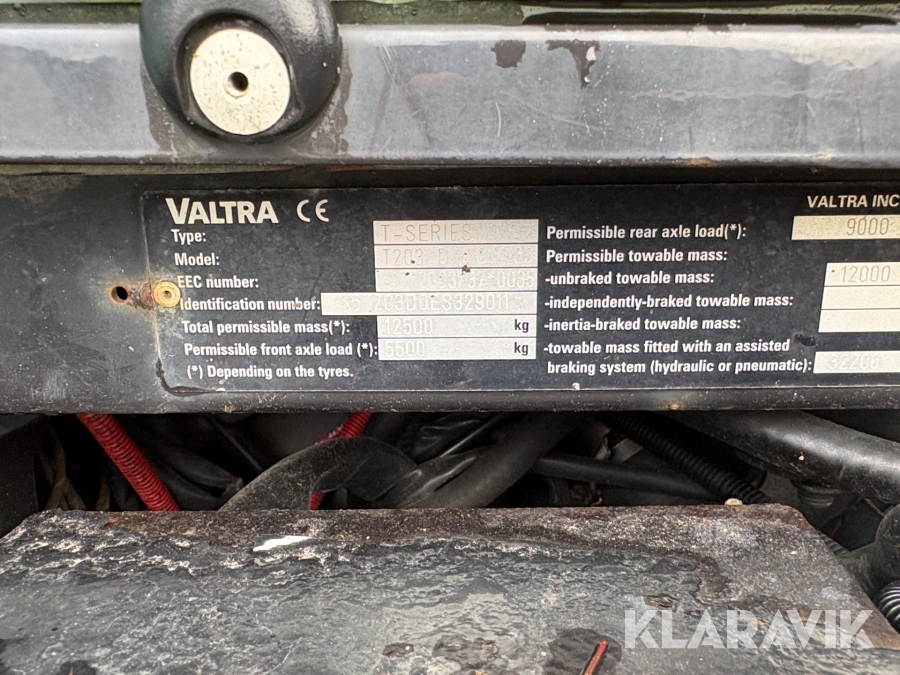 VALTRA CE
VALTRA INC
Type: T-SERIES
Model: T203 D
EEC number:
Identification number:
Total permissible mass(*): 12500 kg
Permissible front axle load (*): 5500 kg
(*) Depending on the tyres.
Permissible rear axle load(*): 9000
Permissible towable mass:
-unbraked towable mass: 12000
-independently-braked towable mass:
-inertia-braked towable mass:
-towable mass fitted with an assisted
braking system (hydraulic or pneumatic):
KLARAVIK